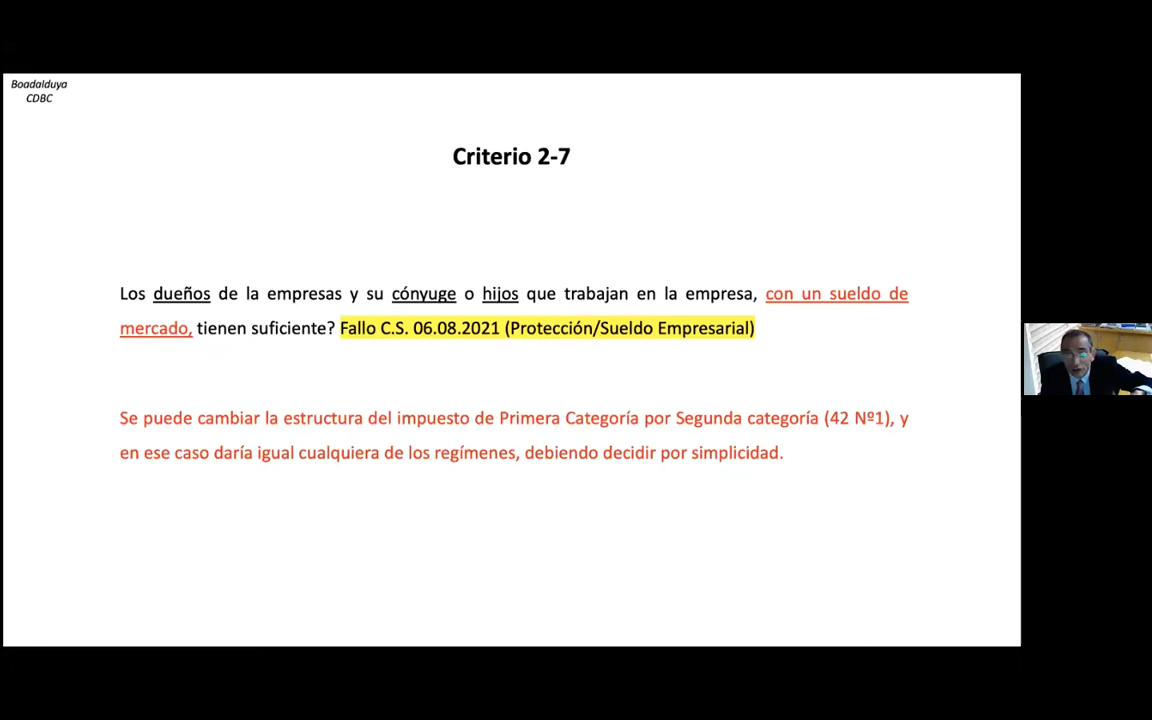 Boadalduya
CDBC
Criterio 2-7
Los dueños de la empresas y su cónyuge o hijos que trabajan en la empresa, con un sueldo de
mercado, tienen suficiente? Fallo C.S. 06.08.2021 (Protección/Sueldo Empresarial)
Se puede cambiar la estructura del impuesto de Primera Categoría por Segunda categoría (42 Nº1), y
en ese caso daría igual cualquiera de los regímenes, debiendo decidir por simplicidad.